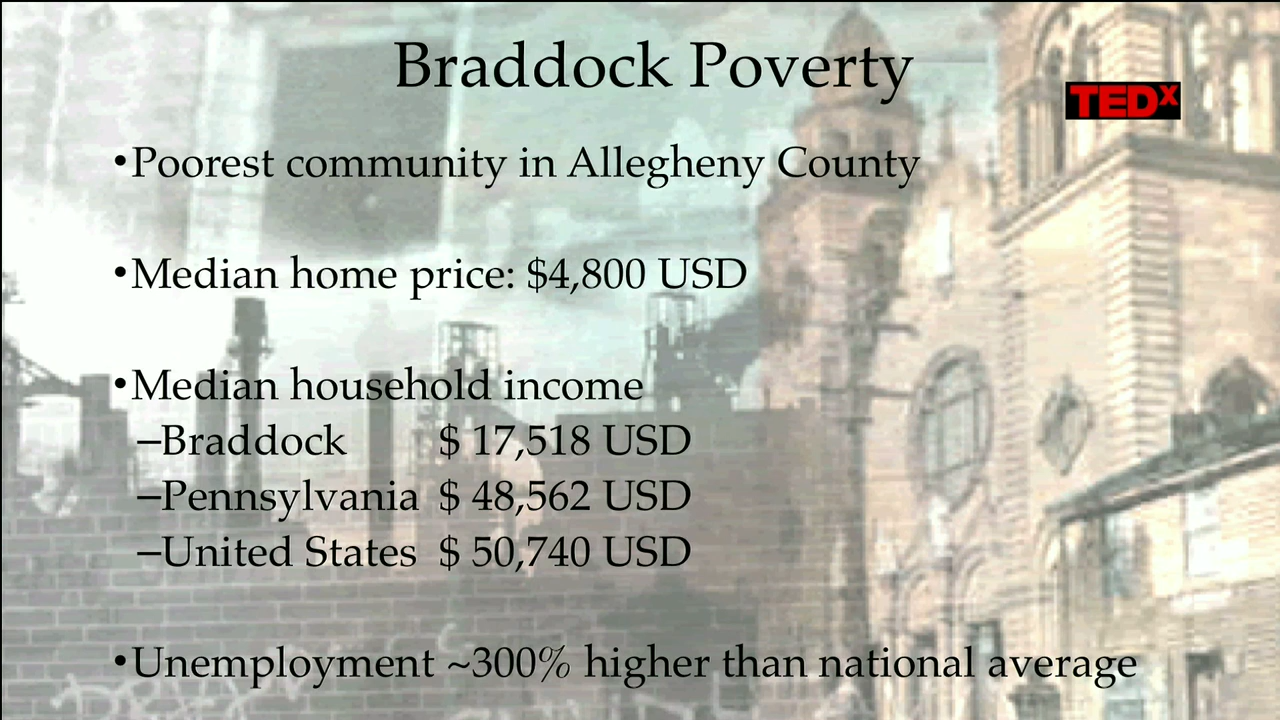 Braddock Poverty
TEDx
•Poorest community in Allegheny County
•Median home price: $4,800 USD
•Median household income
–Braddock $ 17,518 USD
–Pennsylvania $ 48,562 USD
–United States $ 50,740 USD
•Unemployment ~300% higher than national average